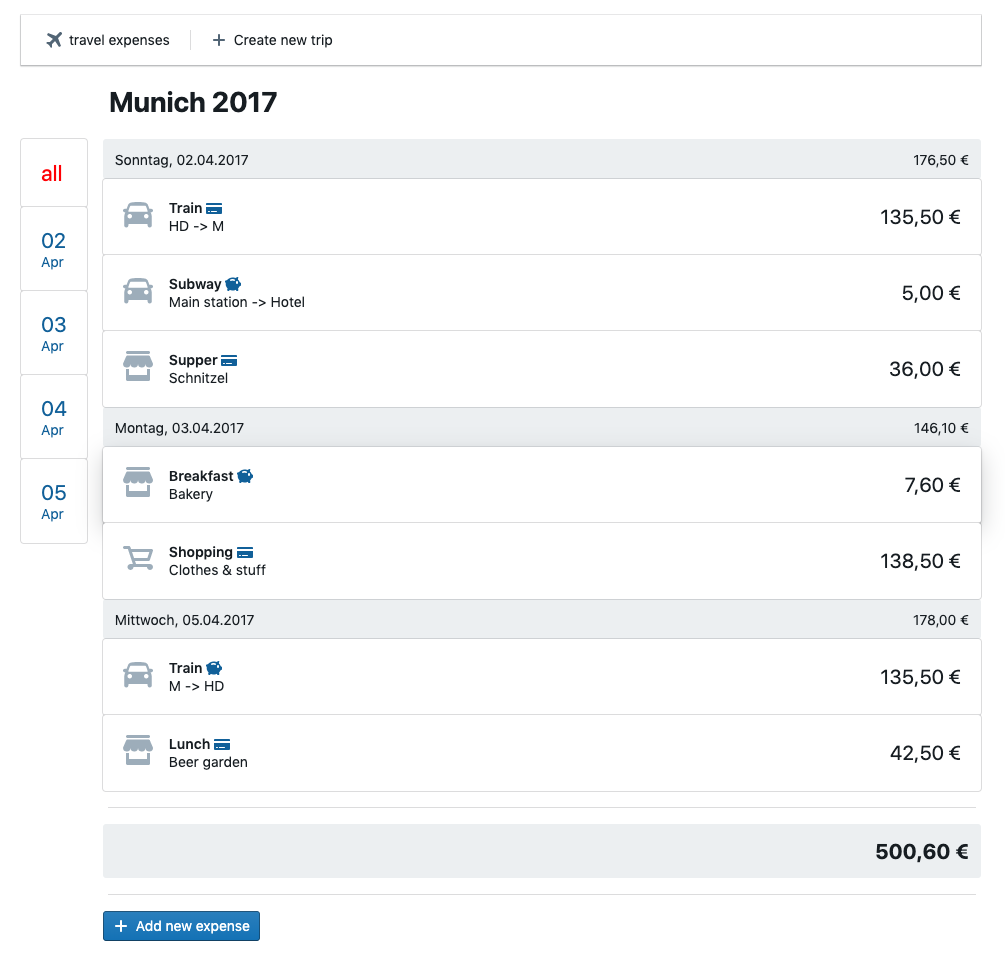 travel expenses
Create new trip
Munich 2017
all
02
Apr
03
Apr
04
Apr
05
Apr
Sonntag, 02.04.2017 176,50 €
Train
HD -> M
135,50 €
Subway
Main station -> Hotel
5,00 €
Supper
Schnitzel
36,00 €
Montag, 03.04.2017 146,10 €
Breakfast
Bakery
7,60 €
Shopping
Clothes & stuff
138,50 €
Mittwoch, 05.04.2017 178,00 €
Train
M -> HD
135,50 €
Lunch
Beer garden
42,50 €
500,60 €
Add new expense